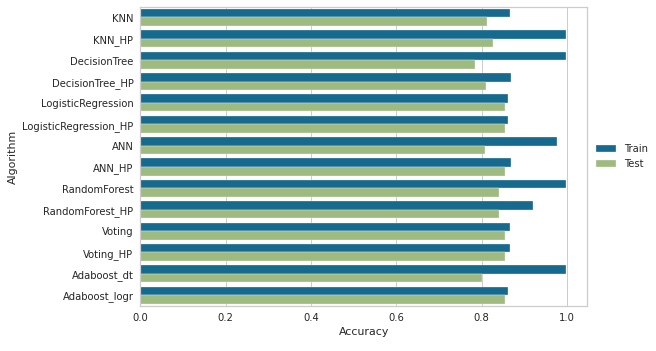 KNN
KNN_HP
DecisionTree
DecisionTree_HP
LogisticRegression
LogisticRegression_HP
ANN
ANN_HP
RandomForest
RandomForest_HP
Voting
Voting_HP
Adaboost_dt
Adaboost_logr
Algorithm
0.0 0.2 0.4 0.6 0.8 1.0
Accuracy
Train
Test